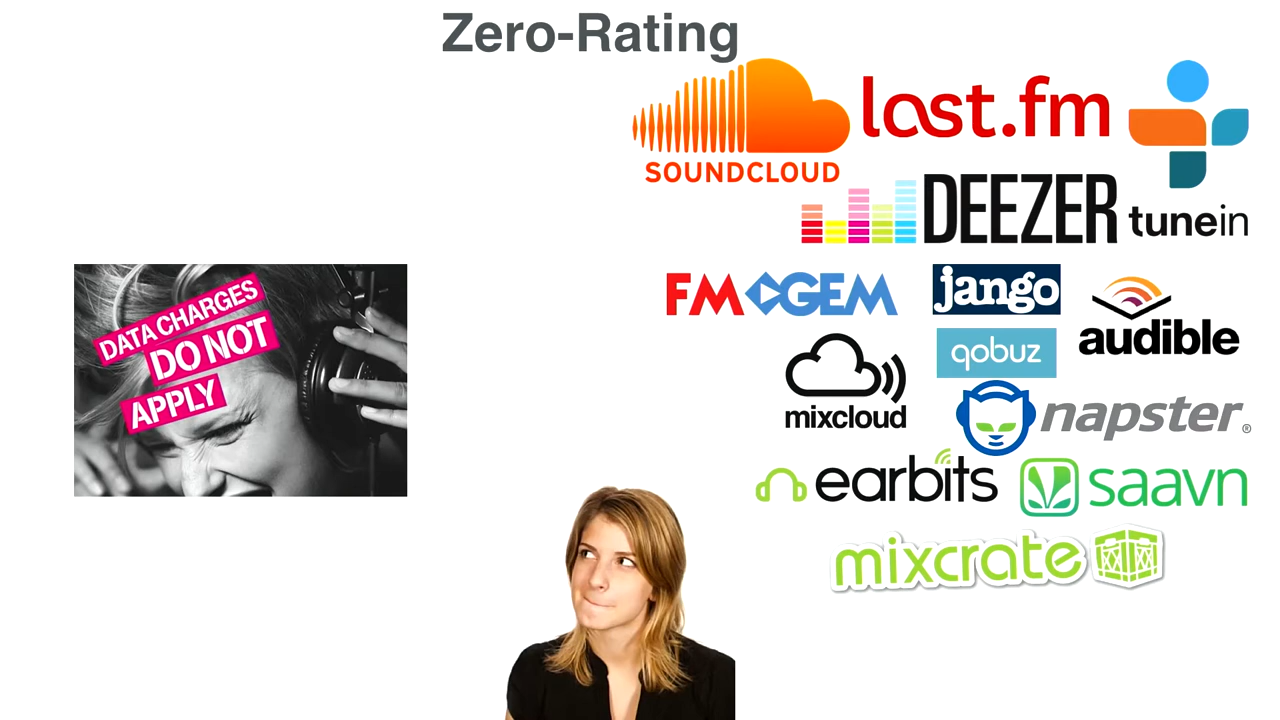 Zero-Rating
SOUNDCLOUD
last.fm
tunein
DEEZER
DATA CHARGES
DO NOT
APPLY
FM GEM
jango
audible
qobuz
mixcloud
napster®
earbits
saavn
mixcrate